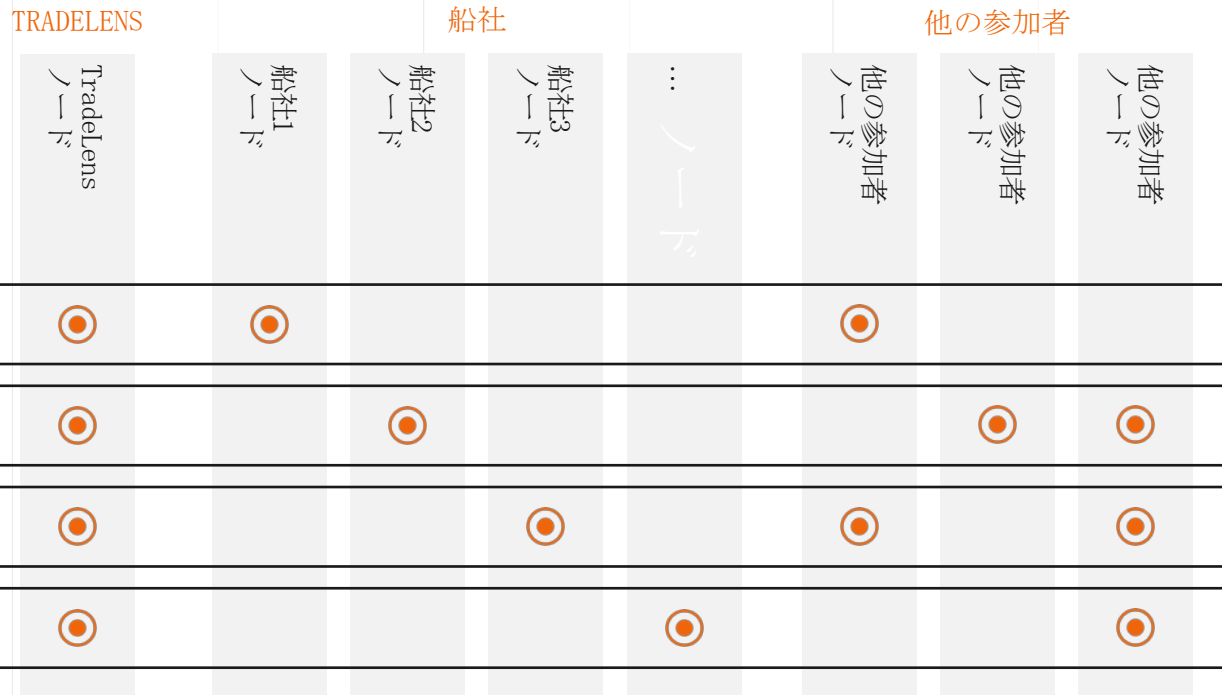 TRADELENS
船社
他の参加者
TradeLens
ノード
船社1
ノード
船社2
ノード
船社3
ノード
…
ノード
他の参加者
ノード
他の参加者
ノード
他の参加者
ノード